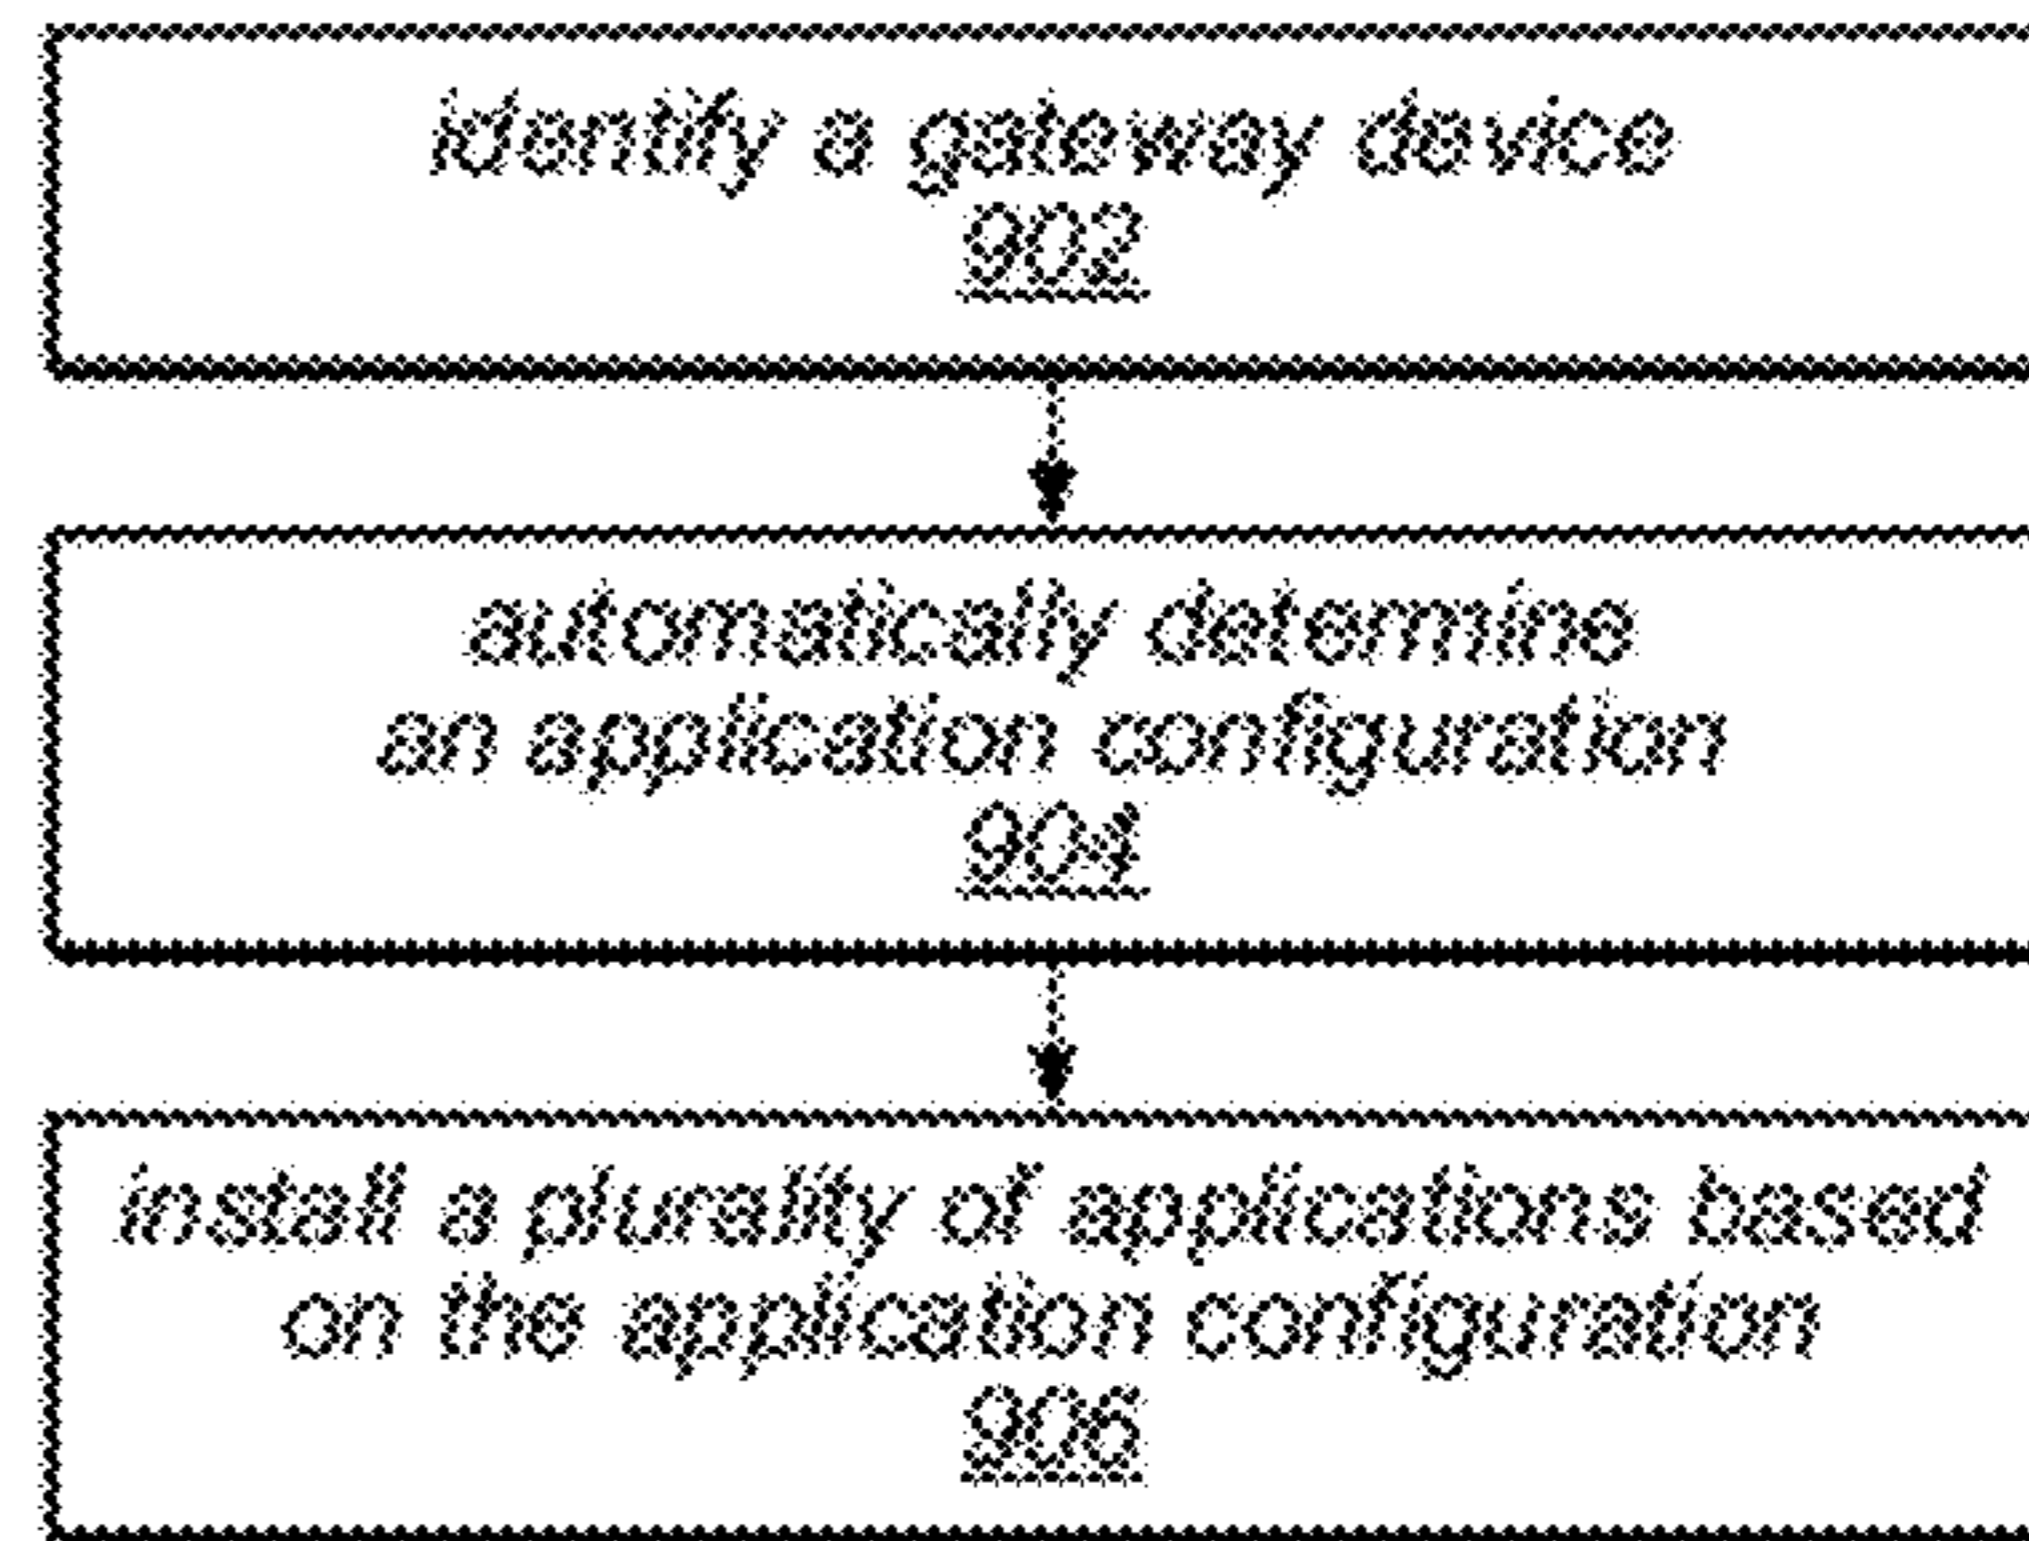 identify a gateway device
902
automatically determine
an application configuration
904
install a plurality of applications based
on the application configuration
906